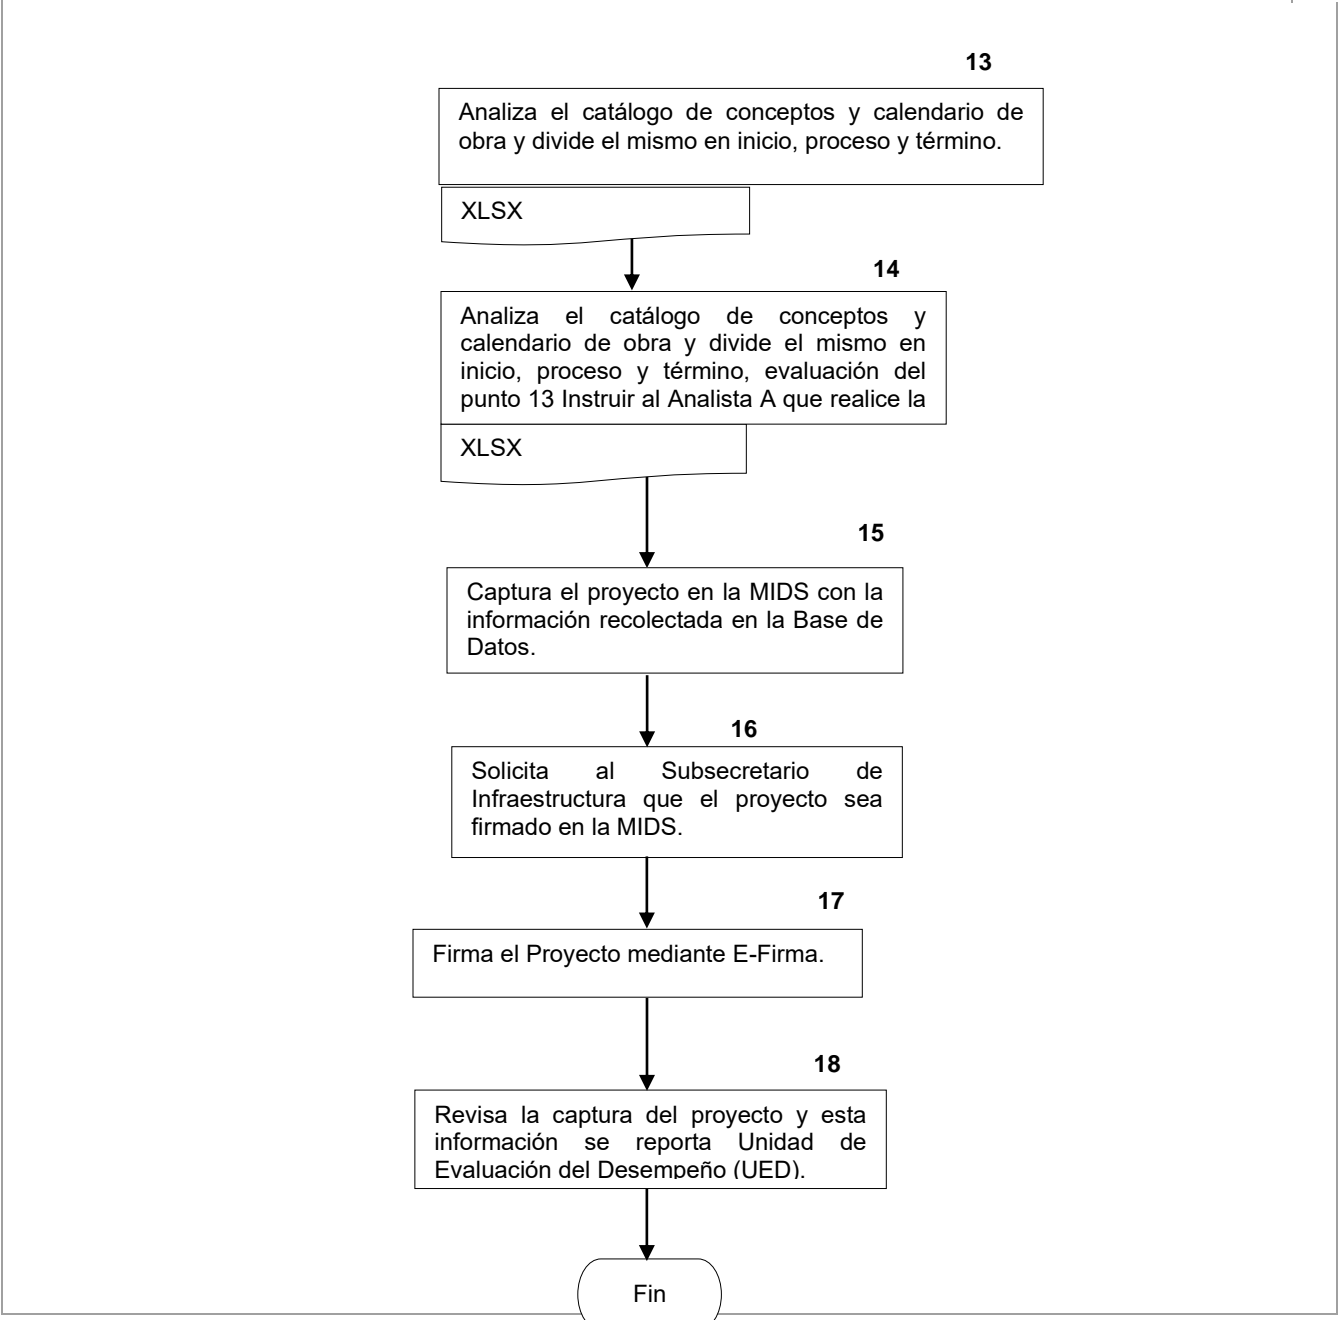 13
Analiza el catálogo de conceptos y calendario de
obra y divide el mismo en inicio, proceso y término.
XLSX
14
Analiza el catálogo de conceptos y
calendario de obra y divide el mismo en
inicio, proceso y término, evaluación del
punto 13 Instruir al Analista A que realice la
XLSX
15
Captura el proyecto en la MIDS con la
información recolectada en la Base de
Datos.
16
Solicita al Subsecretario de
Infraestructura que el proyecto sea
firmado en la MIDS.
17
Firma el Proyecto mediante E-Firma.
18
Revisa la captura del proyecto y esta
información se reporta Unidad de
Evaluación del Desempeño (UED).
Fin